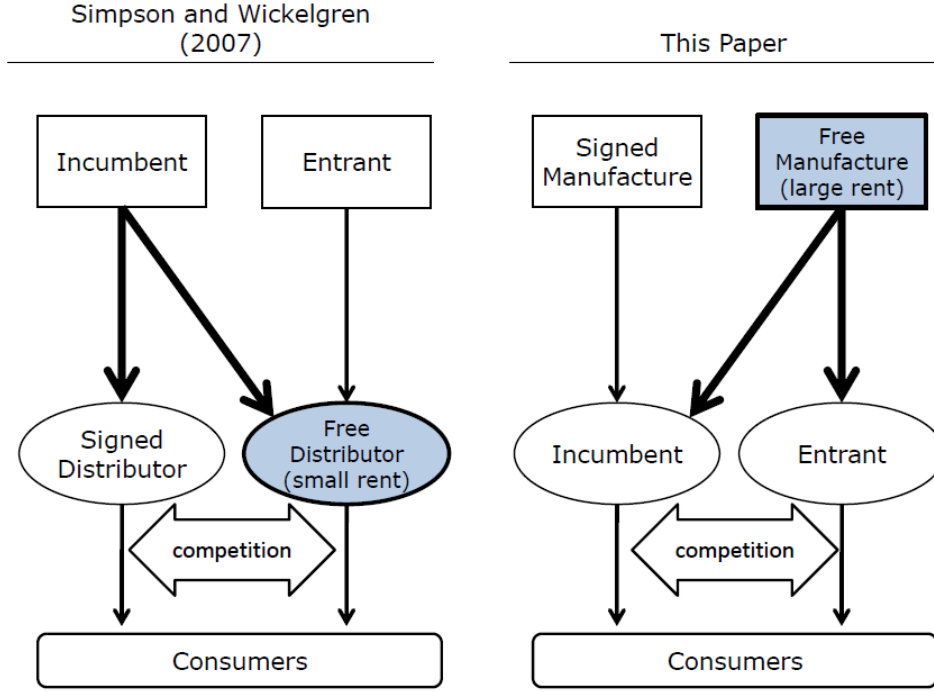 Simpson and Wickelgren
(2007)
Incumbent
Entrant
Signed
Distributor
Free
Distributor
(small rent)
competition
Consumers
This Paper
Signed
Manufacture
Free
Manufacture
(large rent)
Incumbent
Entrant
competition
Consumers